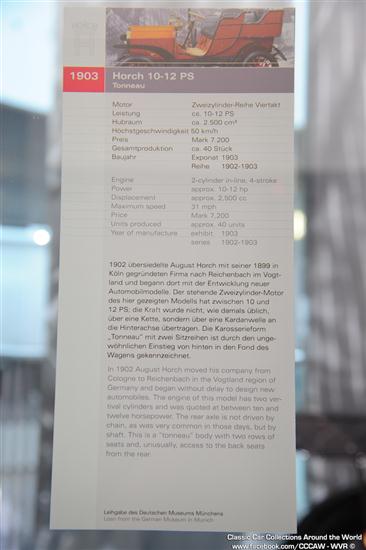 1903 Horch 10-12 PS
Tonneau
Motor Zweizylinder-Reihe Viertakt
Leistung ca. 10-12 PS
Hubraum ca. 2.500 cm³
Höchstgeschwindigkeit 50 km/h
Preis Mark 7.200
Gesamtproduktion ca. 40 Stück
Baujahr Exponat 1903
Reihe 1902-1903
Engine 2-cylinder in-line, 4-stroke
Power approx. 10-12 hp
Displacement approx. 2,500 cc
Maximum speed 31 mph
Price Mark 7,200
Units produced approx. 40 units
Year of manufacture exhibit 1903
series 1902-1903
1902 übersiedelte August Horch mit seiner 1899 in
Köln gegründeten Firma nach Reichenbach im Vogt-
land und begann dort mit der Entwicklung neuer
Automobilmodelle. Der stehende Zweizylinder-Motor
des hier gezeigten Modells hat zwischen 10 und
12 PS; die Kraft wurde nicht, wie damals üblich,
über eine Kette, sondern über eine Kardanwelle an
die Hinterachse übertragen. Die Karosserieform
„Tonneau" mit zwei Sitzreihen ist durch den unge-
wöhnlichen Einstieg von hinten in den Fond des
Wagens gekennzeichnet.
In 1902 August Horch moved his company from
Cologne to Reichenbach in the Vogtland region of
Germany and began without delay to design new
automobiles. The engine of this model has two ver-
tival cylinders and was quoted at between ten and
twelve horsepower. The rear axle is not driven by
chain, as was very common in those days, but by
shaft. This is a "tonneau" body with two rows of
seats and, unusually, access to the back seats
from the rear.
Leihgabe des Deutschen Museums Münchens
Loan from the German Museum in Munich
Classic Car Collections Around the World
www.facebook.com/CCCAW - WVR ©